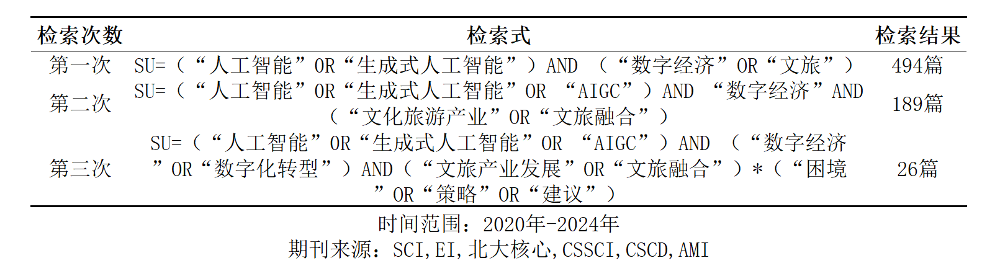 检索次数 检索式 检索结果
第一次 SU=（“人工智能”OR“生成式人工智能”）AND （“数字经济”OR“文旅”） 494篇
SU=（“人工智能”OR“生成式人工智能”OR “AIGC”）AND “数字经济”AND
第二次 189篇
（“文化旅游产业”OR“文旅融合”）
SU=（“人工智能”OR“生成式人工智能”OR “AIGC”）AND （“数字经济
第三次 ”OR“数字化转型”）AND（“文旅产业发展”OR“文旅融合”）*（“困境 26篇
”OR“策略”OR“建议”）
时间范围：2020年-2024年
期刊来源：SCI,EI,北大核心,CSSCI,CSCD,AMI